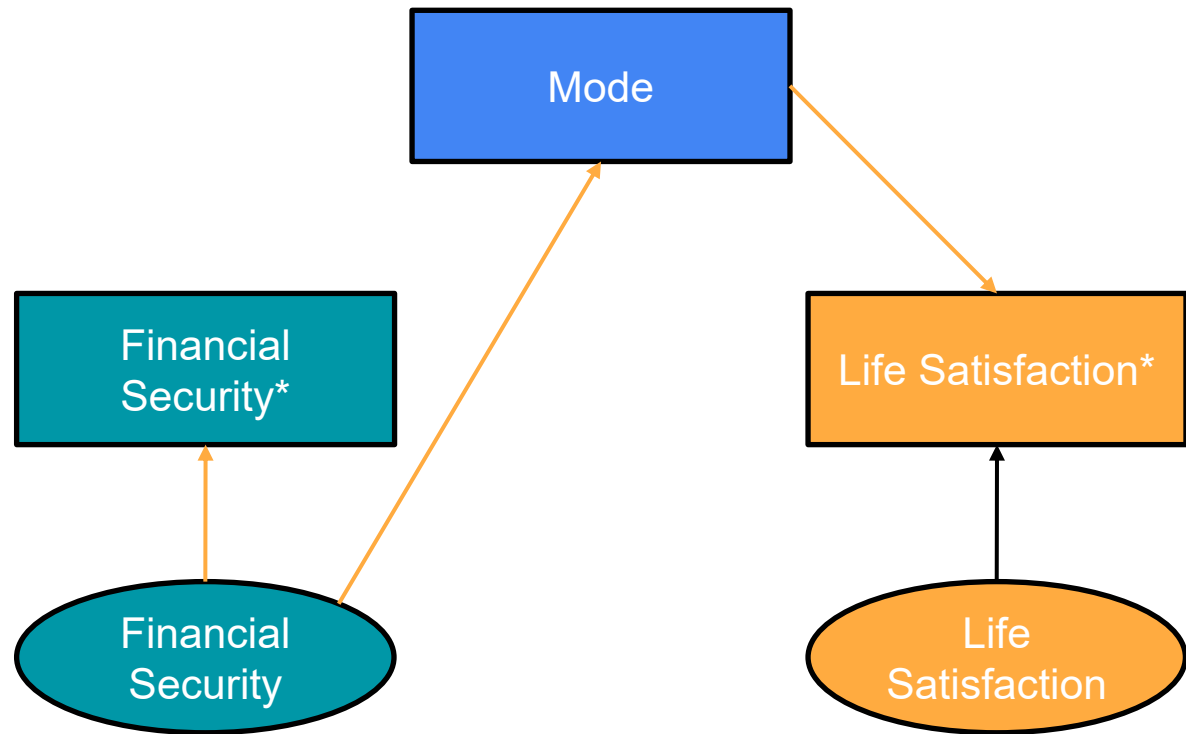 Mode
Financial
Security*
Life Satisfaction*
Financial
Security
Life
Satisfaction